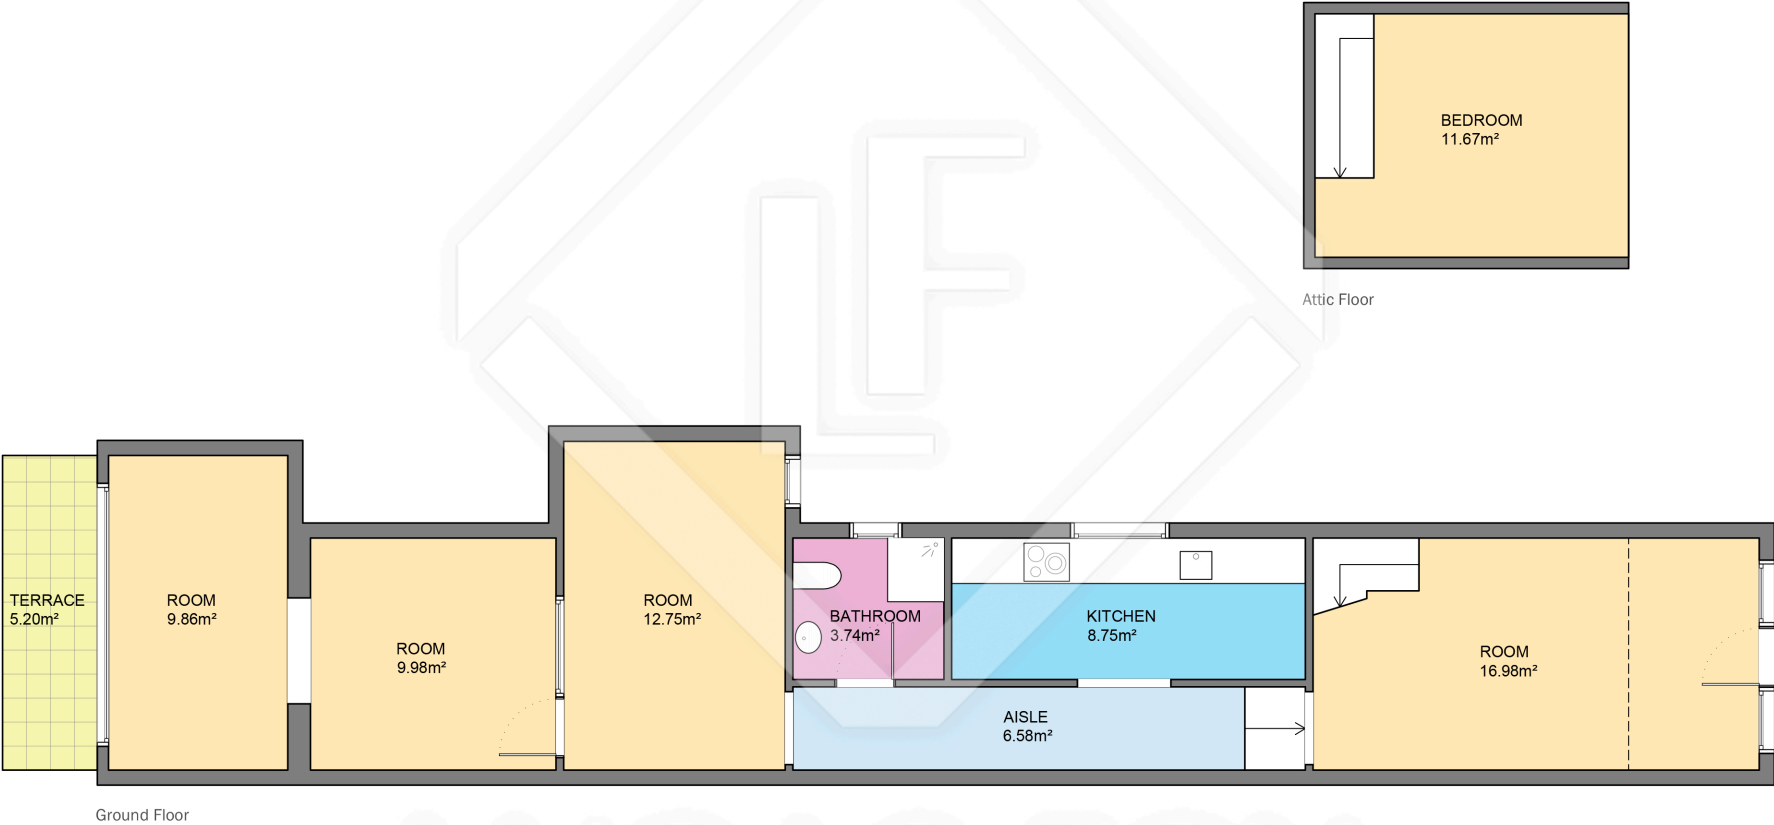 BEDROOM
11.67m²
Attic Floor
TERRACE
5.20m²
ROOM
9.86m²
ROOM
9.98m²
ROOM
12.75m²
BATHROOM
3.74m²
KITCHEN
8.75m²
AISLE
6.58m²
ROOM
16.98m²
Ground Floor
LF